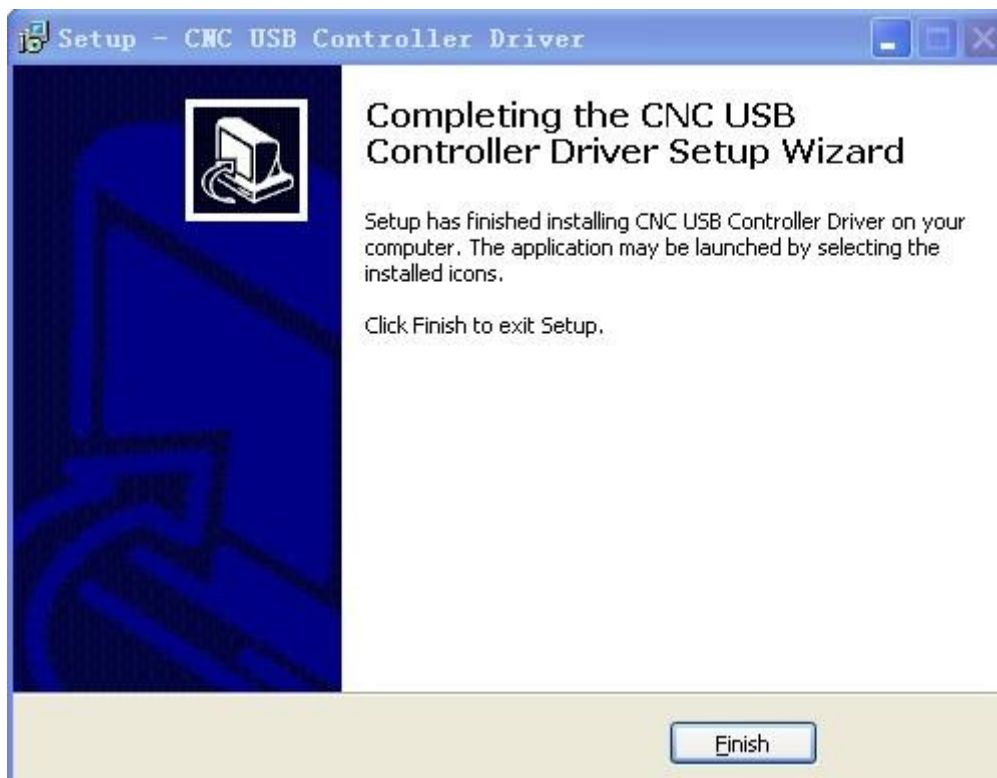 Setup - CNC USB Controller Driver
Completing the CNC USB
Controller Driver Setup Wizard
Setup has finished installing CNC USB Controller Driver on your
computer. The application may be launched by selecting the
installed icons.
Click Finish to exit Setup.
Finish